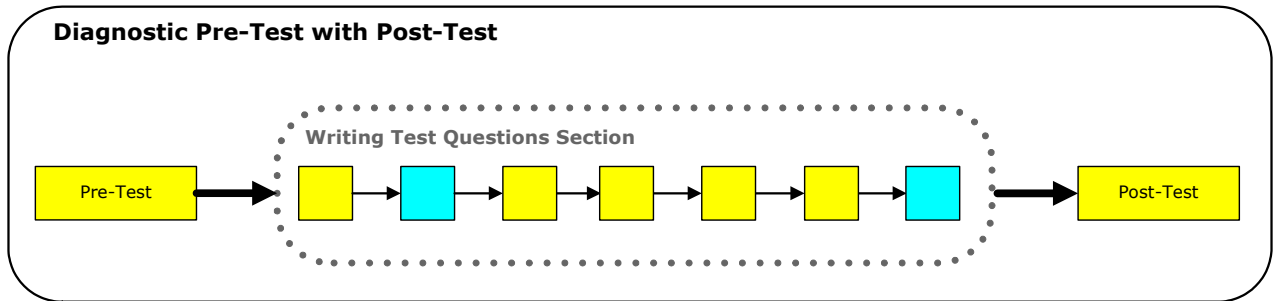 Diagnostic Pre-Test with Post-Test
Writing Test Questions Section
Pre-Test
Post-Test